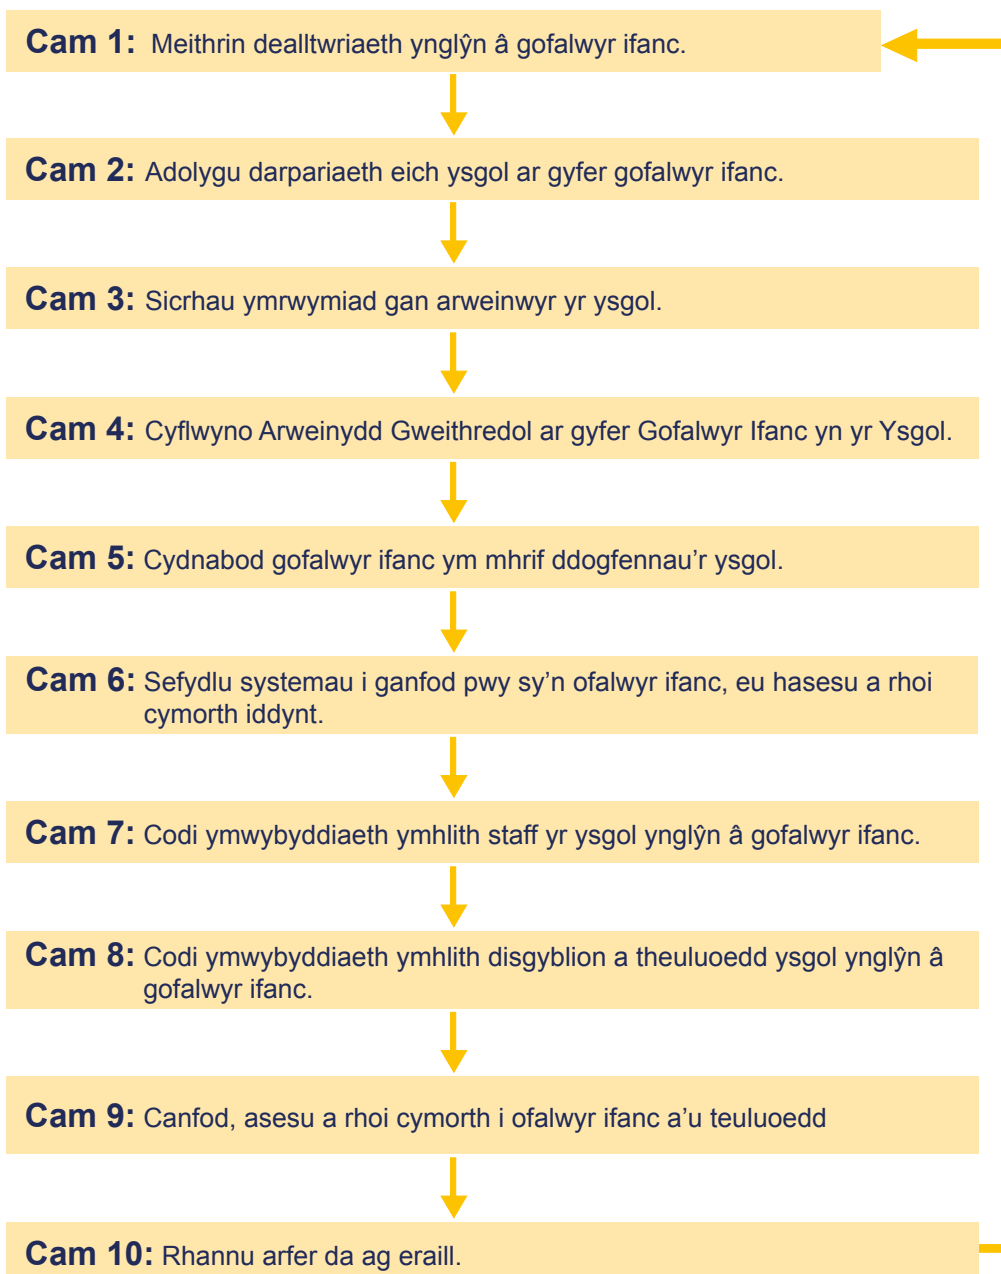 Cam 1: Meithrin dealltwriaeth ynglŷn â gofalwyr ifanc.
Cam 2: Adolygu darpariaeth eich ysgol ar gyfer gofalwyr ifanc.
Cam 3: Sicrhau ymrwymiad gan arweinwyr yr ysgol.
Cam 4: Cyflwyno Arweinydd Gweithredol ar gyfer Gofalwyr Ifanc yn yr Ysgol.
Cam 5: Cydnabod gofalwyr ifanc ym mhrif ddogfennau'r ysgol.
Cam 6: Sefydlu systemau i ganfod pwy sy'n ofalwyr ifanc, eu hasesu a rhoi
cymorth iddynt.
Cam 7: Codi ymwybyddiaeth ymhlith staff yr ysgol ynglŷn â gofalwyr ifanc.
Cam 8: Codi ymwybyddiaeth ymhlith disgyblion a theuluoedd ysgol ynglŷn â
gofalwyr ifanc.
Cam 9: Canfod, asesu a rhoi cymorth i ofalwyr ifanc a'u teuluoedd
Cam 10: Rhannu arfer da ag eraill.